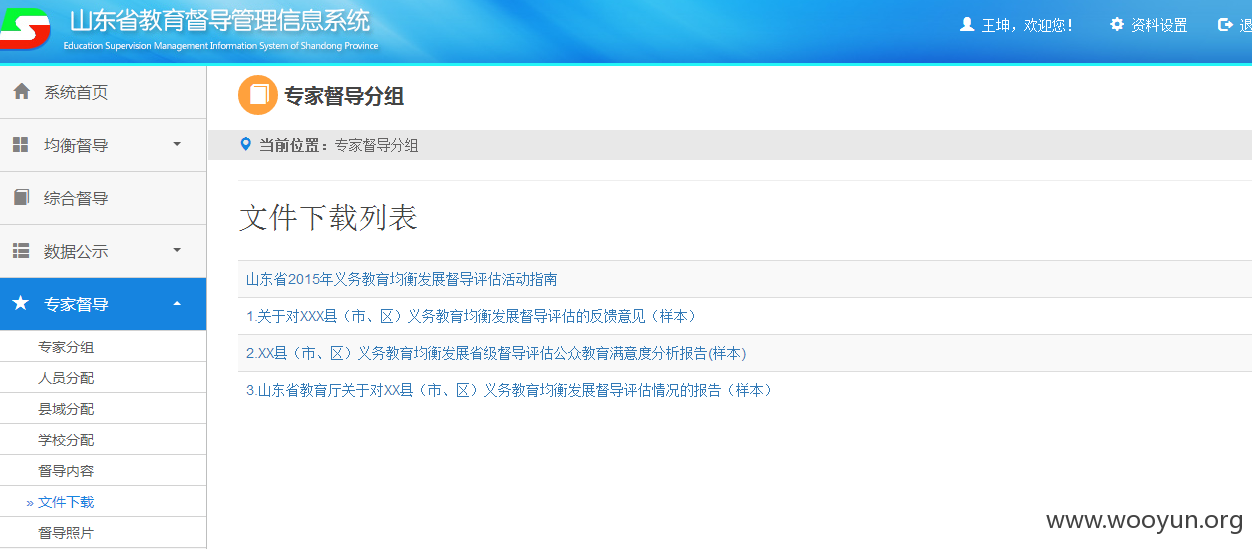 山东省教育督导管理信息系统
Education Supervision Management Information System of Shandong Province
王坤，欢迎您！
资料设置
退
系统首页
均衡督导
综合督导
数据公示
专家督导
专家分组
人员分配
县域分配
学校分配
督导内容
» 文件下载
督导照片
专家督导分组
当前位置：专家督导分组
文件下载列表
山东省2015年义务教育均衡发展督导评估活动指南
1.关于对XXX县（市、区）义务教育均衡发展督导评估的反馈意见（样本）
2.XX县（市、区）义务教育均衡发展省级督导评估公众教育满意度分析报告(样本)
3.山东省教育厅关于对XX县（市、区）义务教育均衡发展督导评估情况的报告（样本）
www.wooyun.org